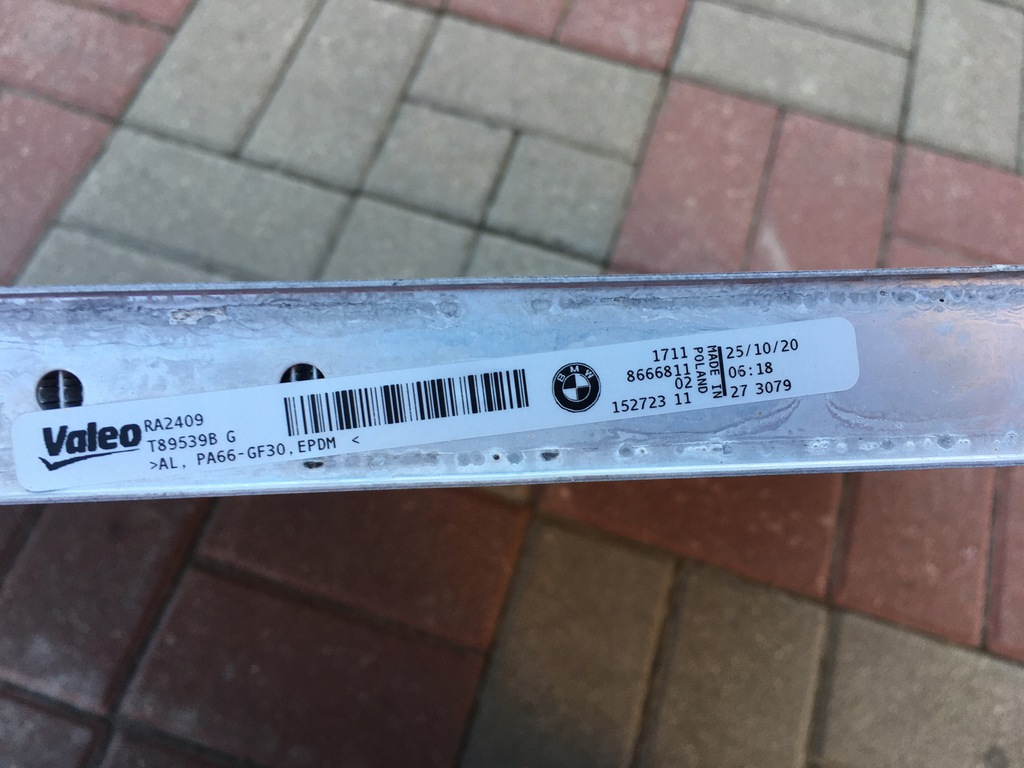 Valeo
RA2409
T89539B G
>AL, PA66-GF30,EPDM <
BMW
1711
8666811
02
152723 11
MADE IN
POLAND
25/10/20
06:18
27 3079